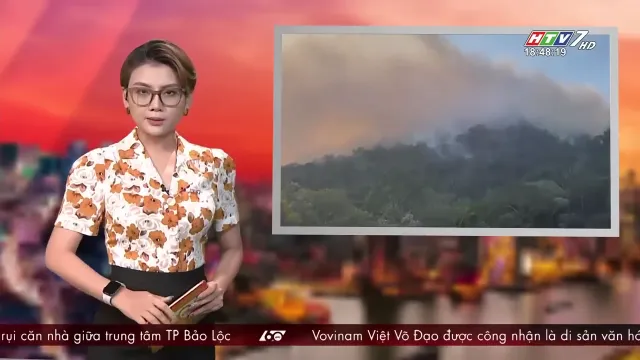 HTV7 HD
18:48:19
rụi căn nhà giữa trung tâm TP Bảo Lộc 60 Vovinam Việt Võ Đạo được công nhận là di sản văn hó